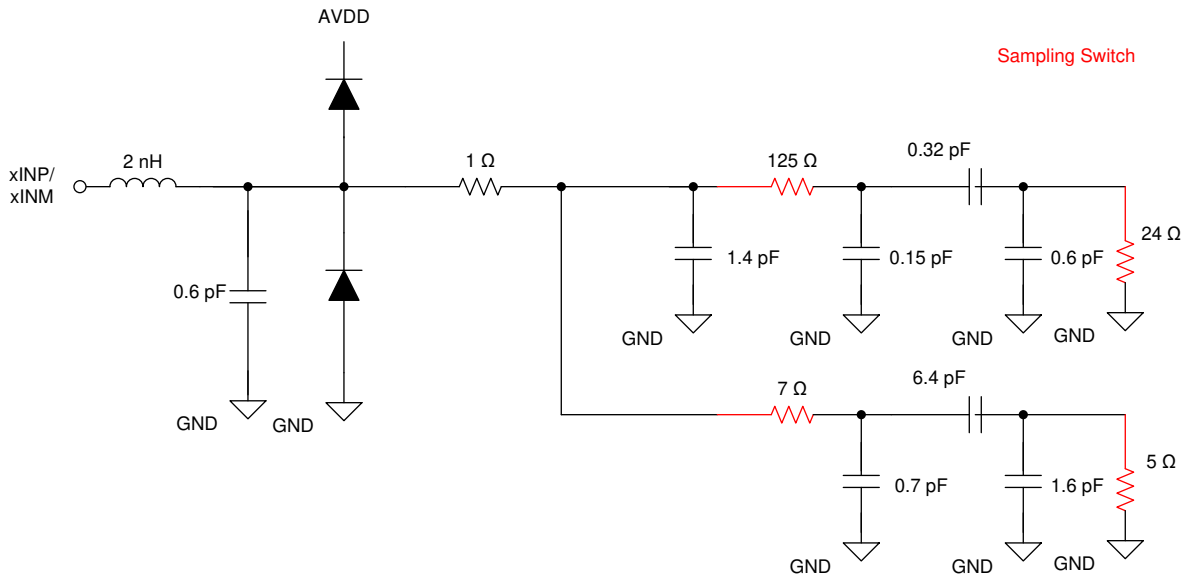 AVDD
Sampling Switch
xINP/
xINM
2 nH
1 Ω
125 Ω
0.32 pF
24 Ω
0.6 pF
1.4 pF
0.15 pF
0.6 pF
GND
GND
GND
GND
7 Ω
6.4 pF
5 Ω
GND
GND
0.7 pF
1.6 pF
GND
GND
GND